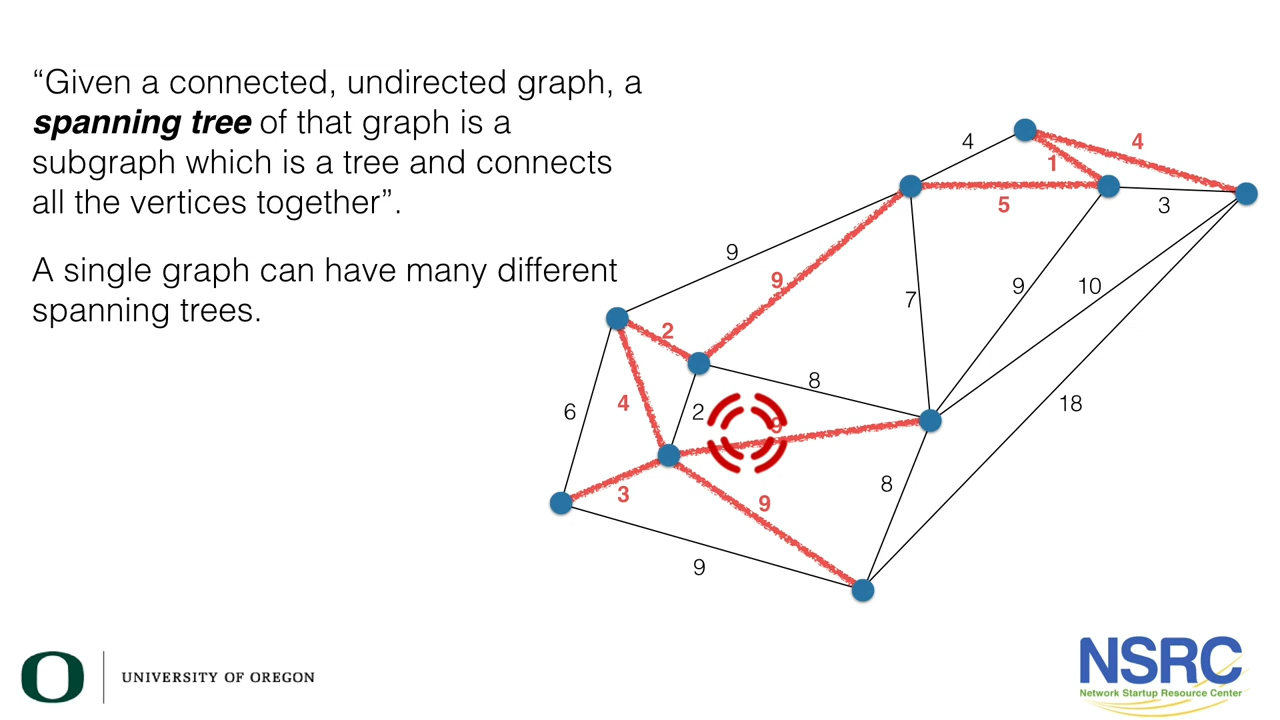 “Given a connected, undirected graph, a
spanning tree of that graph is a
subgraph which is a tree and connects
all the vertices together”.
A single graph can have many different
spanning trees.
4
4
1
5
3
9
9
7
9
10
2
8
6
4
2
9
18
3
9
8
9
O
UNIVERSITY OF OREGON
NSRC
Network Startup Resource Center